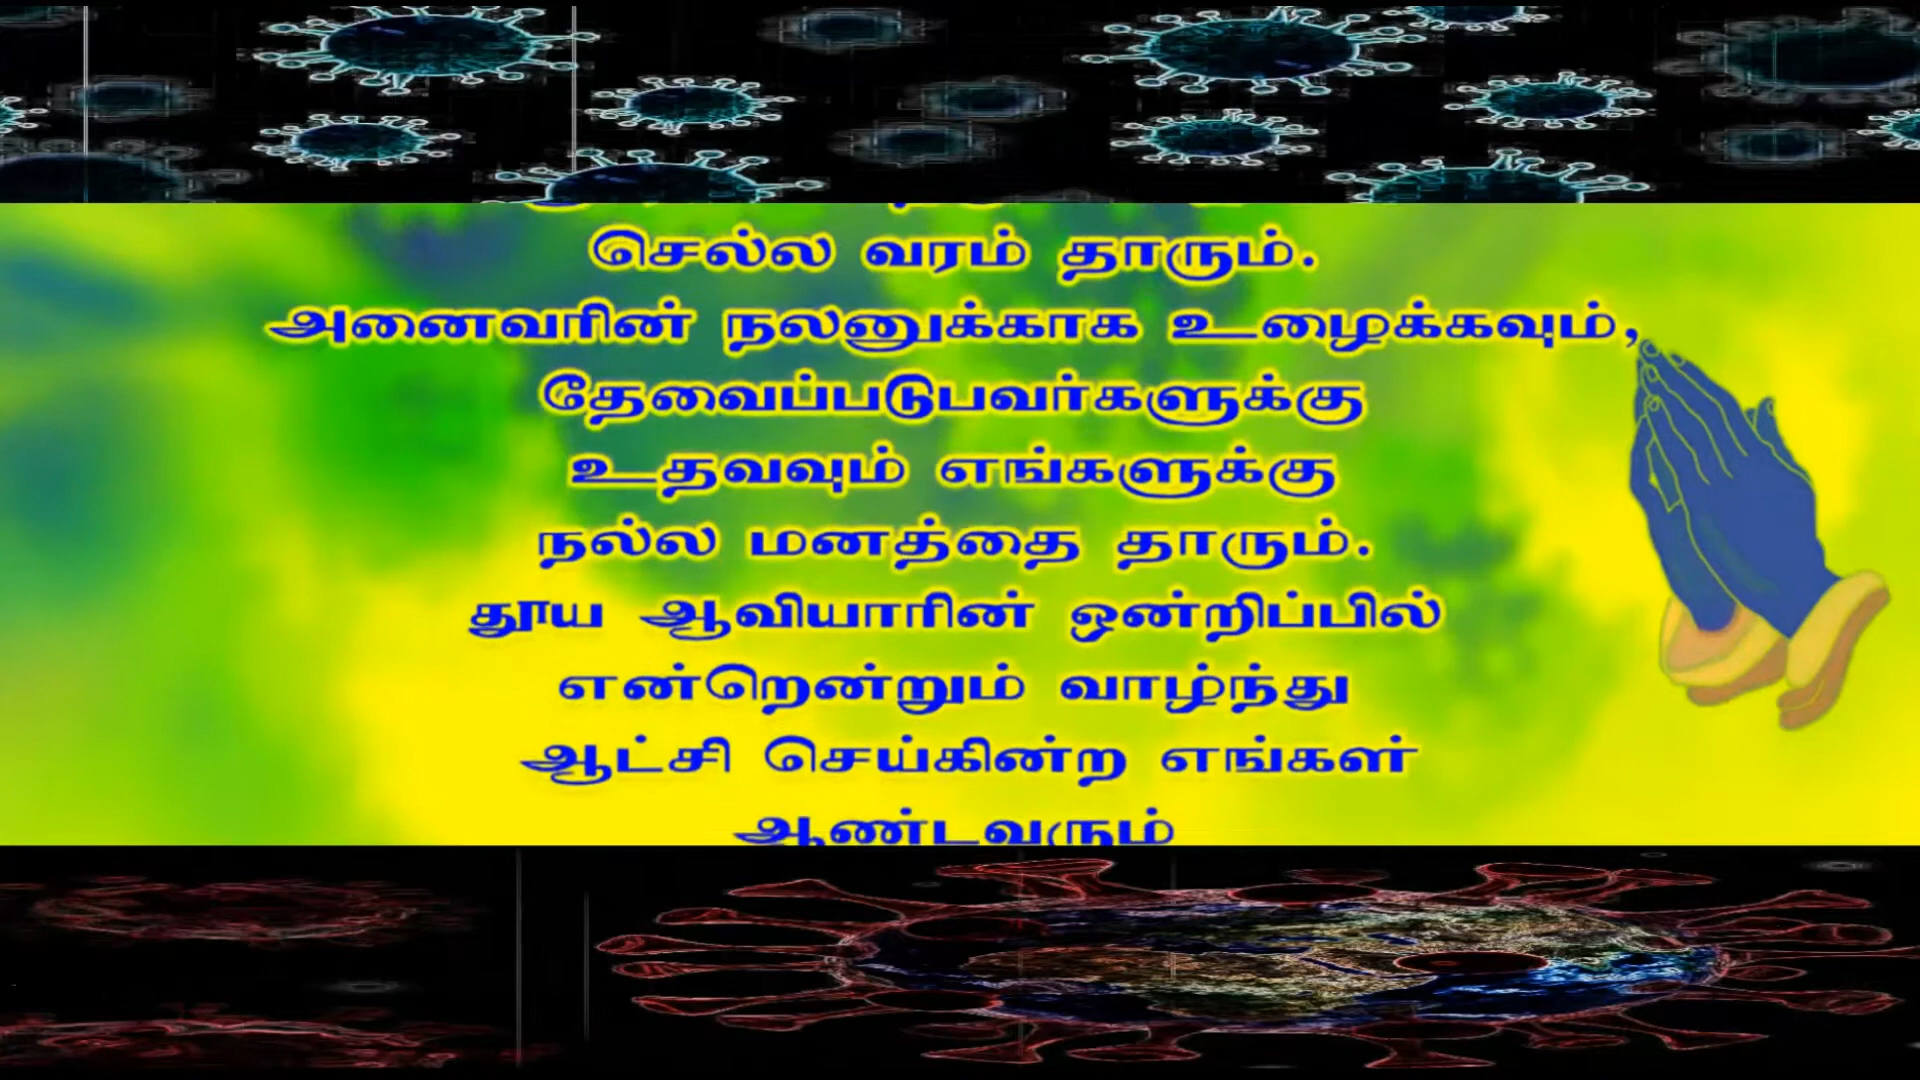 செல்ல வரம் தாரும்.
அனைவரின் நலனுக்காக உழைக்கவும்,
தேவைப்படுபவர்களுக்கு
உதவவும் எங்களுக்கு
நல்ல மனத்தை தாரும்.
தூய ஆவியாரின் ஒன்றிப்பில்
என்றென்றும் வாழ்ந்து
ஆட்சி செய்கின்ற எங்கள்
ஆண்டவரும்